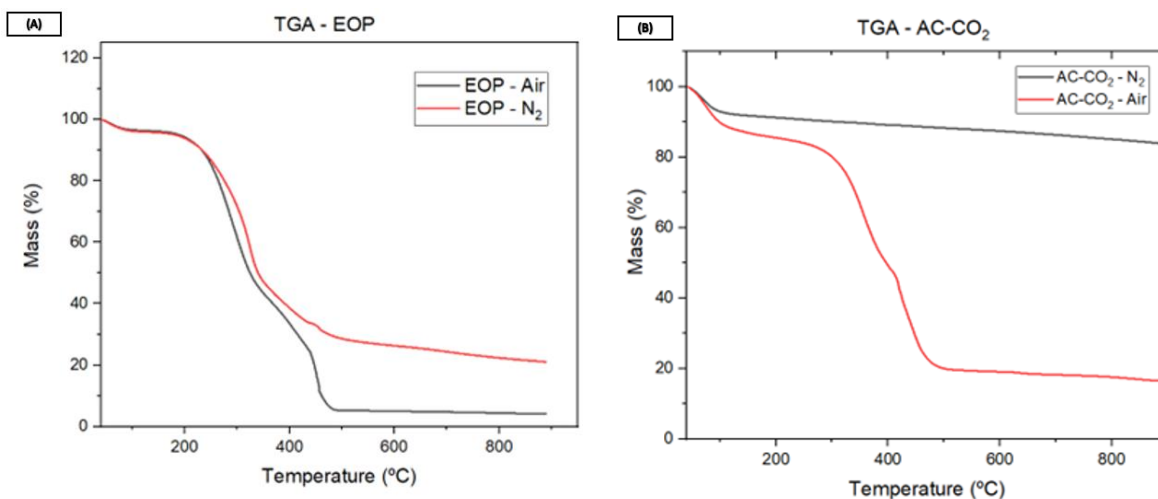 (A)
TGA - EOP
EOP - Air
EOP - N₂
120
100
80
60
40
20
0
Mass (%)
200
400
600
800
Temperature (ºC)
(B)
TGA - AC-CO₂
AC-CO₂ - N₂
AC-CO₂ - Air
100
80
60
40
20
0
Mass (%)
200
400
600
800
Temperature (ºC)